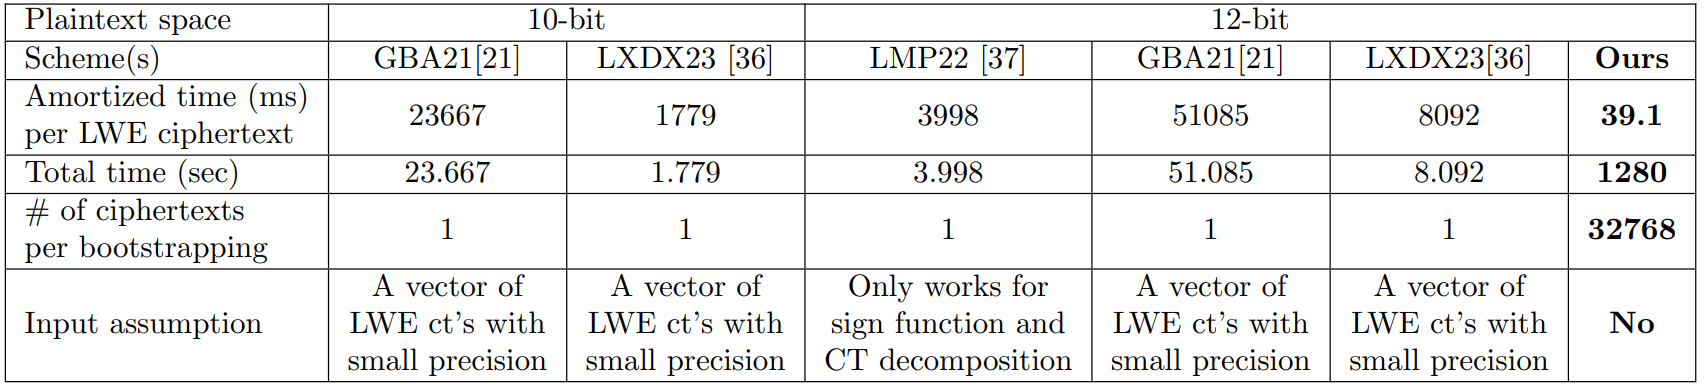 Plaintext space 10-bit 12-bit
Scheme(s) GBA21[21] LXDX23 [36] LMP22 [37] GBA21[21] LXDX23[36] Ours
Amortized time (ms)
per LWE ciphertext 23667 1779 3998 51085 8092 39.1
Total time (sec) 23.667 1.779 3.998 51.085 8.092 1280
# of ciphertexts
per bootstrapping 1 1 1 1 1 32768
A vector of A vector of Only works for A vector of A vector of
Input assumption LWE ct's with LWE ct's with sign function and LWE ct's with LWE ct's with No
small precision small precision CT decomposition small precision small precision